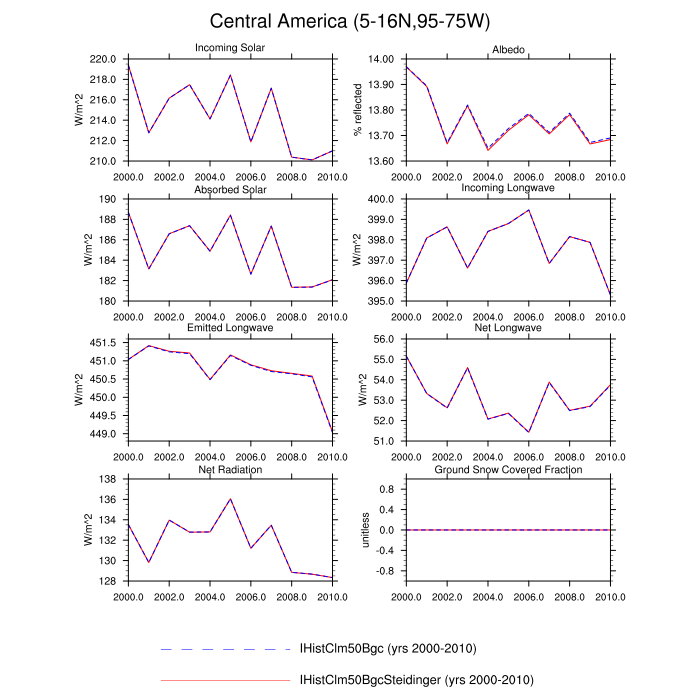 Central America (5-16N,95-75W)
Incoming Solar
W/m^2
220.0
218.0
216.0
214.0
212.0
210.0
2000.0 2002.0 2004.0 2006.0 2008.0 2010.0
Albedo
% reflected
14.00
13.90
13.80
13.70
13.60
2000.0 2002.0 2004.0 2006.0 2008.0 2010.0
Absorbed Solar
W/m^2
190
188
186
184
182
180
2000.0 2002.0 2004.0 2006.0 2008.0 2010.0
Incoming Longwave
W/m^2
400.0
399.0
398.0
397.0
396.0
395.0
2000.0 2002.0 2004.0 2006.0 2008.0 2010.0
Emitted Longwave
W/m^2
451.5
451.0
450.5
450.0
449.5
449.0
2000.0 2002.0 2004.0 2006.0 2008.0 2010.0
Net Longwave
W/m^2
56.0
55.0
54.0
53.0
52.0
51.0
2000.0 2002.0 2004.0 2006.0 2008.0 2010.0
Net Radiation
W/m^2
138
136
134
132
130
128
2000.0 2002.0 2004.0 2006.0 2008.0 2010.0
Ground Snow Covered Fraction
unitless
0.8
0.4
0.0
-0.4
-0.8
2000.0 2002.0 2004.0 2006.0 2008.0 2010.0
IHistClm50Bgc (yrs 2000-2010)
IHistClm50BgcSteidinger (yrs 2000-2010)